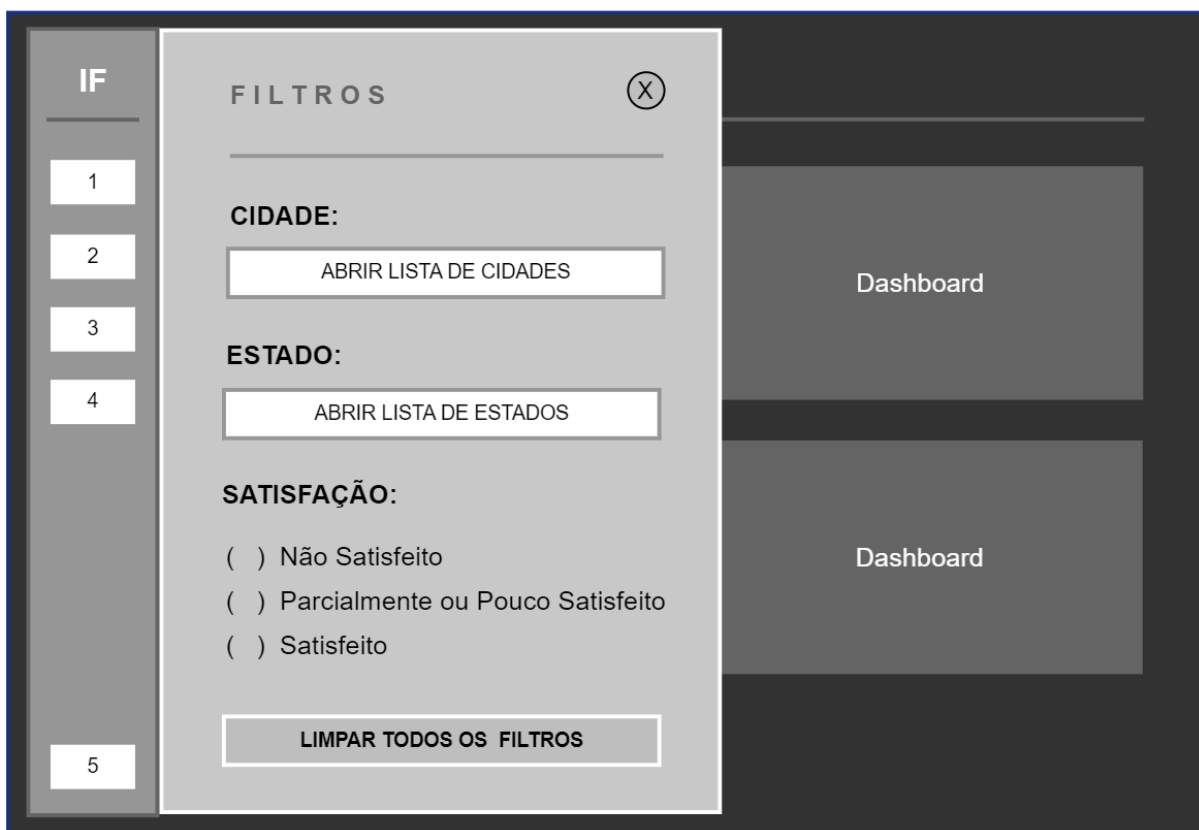 IF
1
2
3
4
5
F I L T R O S
X
CIDADE:
ABRIR LISTA DE CIDADES
ESTADO:
ABRIR LISTA DE ESTADOS
SATISFAÇÃO:
( ) Não Satisfeito
( ) Parcialmente ou Pouco Satisfeito
( ) Satisfeito
LIMPAR TODOS OS FILTROS
Dashboard
Dashboard